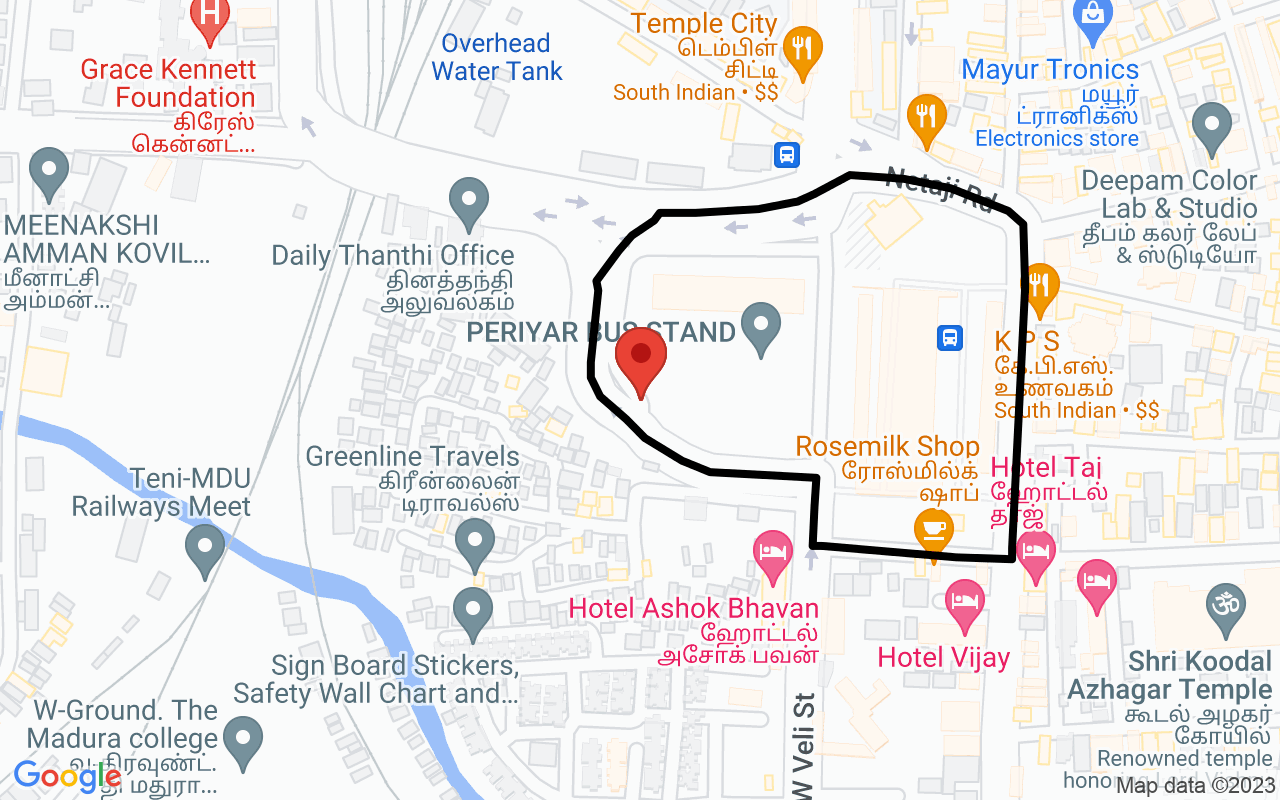 Grace Kennett
Foundation
கிரேஸ்
கென்னட்...
Overhead
Water Tank
Temple City
டெம்பிள்
சிட்டி
South Indian • $$
Mayur Tronics
மயூர்
ட்ரானிக்ஸ்
Electronics store
MEENAKSHI
AMMAN KOVIL...
மீனாட்சி
அம்மன்...
Daily Thanthi Office
தினத்தந்தி
அலுவலகம்
Netaji Rd
Deepam Color
Lab & Studio
தீபம் கலர் லேப்
& ஸ்டுடியோ
PERIYAR BUS STAND
K P S
கே.பி.எஸ்.
உணவகம்
South Indian • $$
Rosemilk Shop
ரோஸ்மில்க்
ஷாப்
Hotel Taj
ஹோட்டல்
தாஜ்
Greenline Travels
கிரீன்லைன்
டிராவல்ஸ்
Teni-MDU
Railways Meet
Hotel Ashok Bhavan
ஹோட்டல்
அசோக் பவன்
Hotel Vijay
Sign Board Stickers,
Safety Wall Chart and...
Shri Koodal
Azhagar Temple
கூடல் அழகர்
கோயில்
Renowned temple
W-Ground. The
Madura college
W Veli St
Google
Map data ©2023